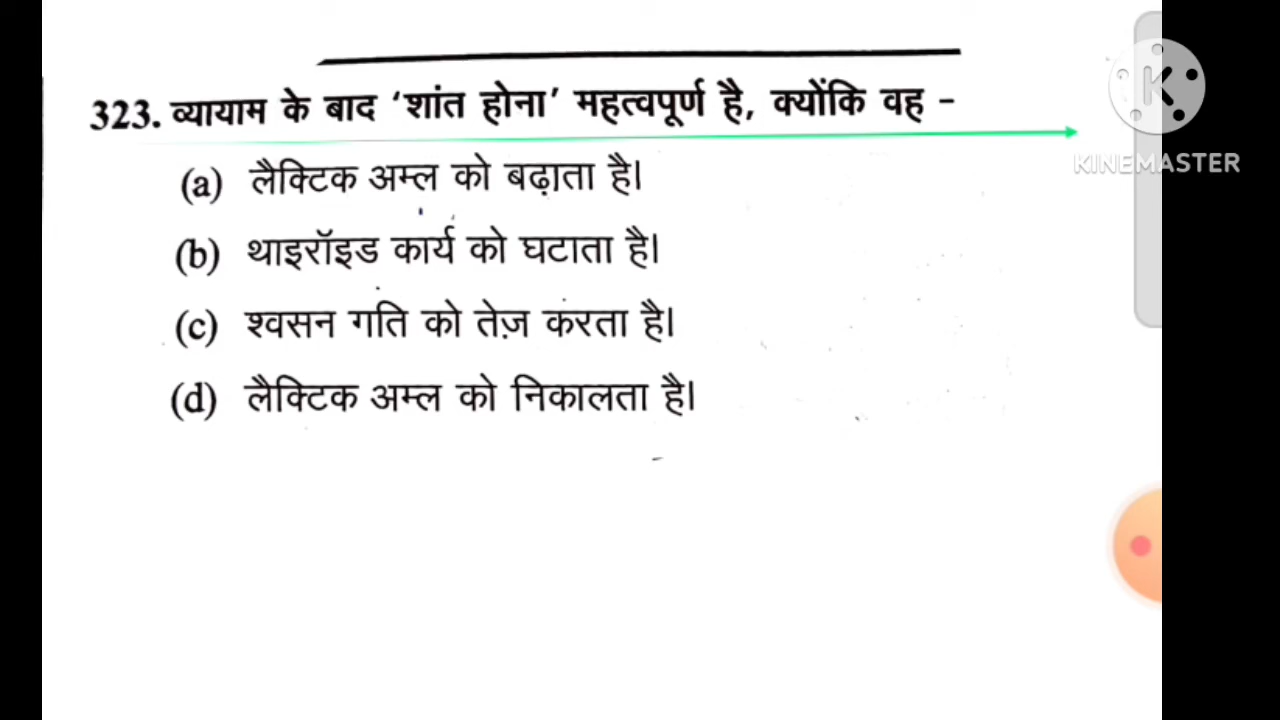 323. व्यायाम के बाद ‘शांत होना’ महत्वपूर्ण है, क्योंकि वह -
(a) लैक्टिक अम्ल को बढ़ाता है।
(b) थाइरॉइड कार्य को घटाता है।
(c) श्वसन गति को तेज़ करता है।
(d) लैक्टिक अम्ल को निकालता है।
KINEMASTER